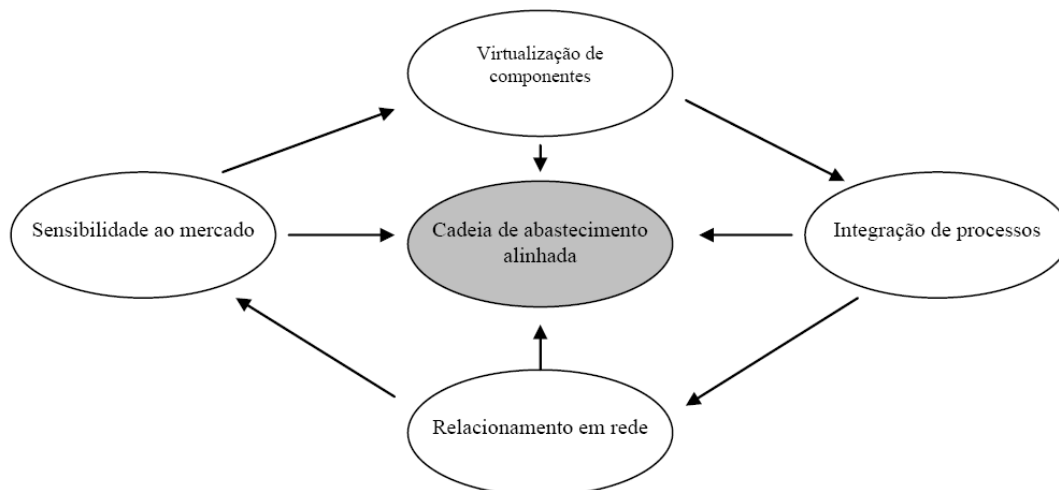 Virtualização de
componentes
Sensibilidade ao mercado
Cadeia de abastecimento
alinhada
Integração de processos
Relacionamento em rede